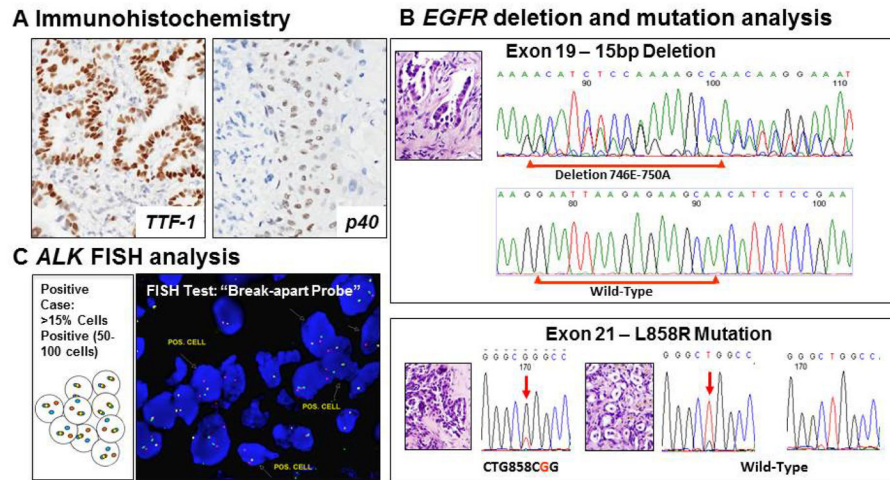 A Immunohistochemistry
TTF-1
p40
B EGFR deletion and mutation analysis
Exon 19 – 15bp Deletion
A A A A C A T C T C C A A A A G C C A A C A A G G A A A T
90 100 110
Deletion 746E-750A
A A G G A A T T A A G A G A A G C A A C A T C T C C G A A
80 90 100
Wild-Type
C ALK FISH analysis
Positive
Case:
>15% Cells
Positive (50-
100 cells)
FISH Test: “Break-apart Probe”
POS. CELL
POS. CELL
POS. CELL
Exon 21 – L858R Mutation
G G G C G G G C C
170
CTG858CGG
G G G C T G G C C
G G G C T G G C C
170
Wild-Type